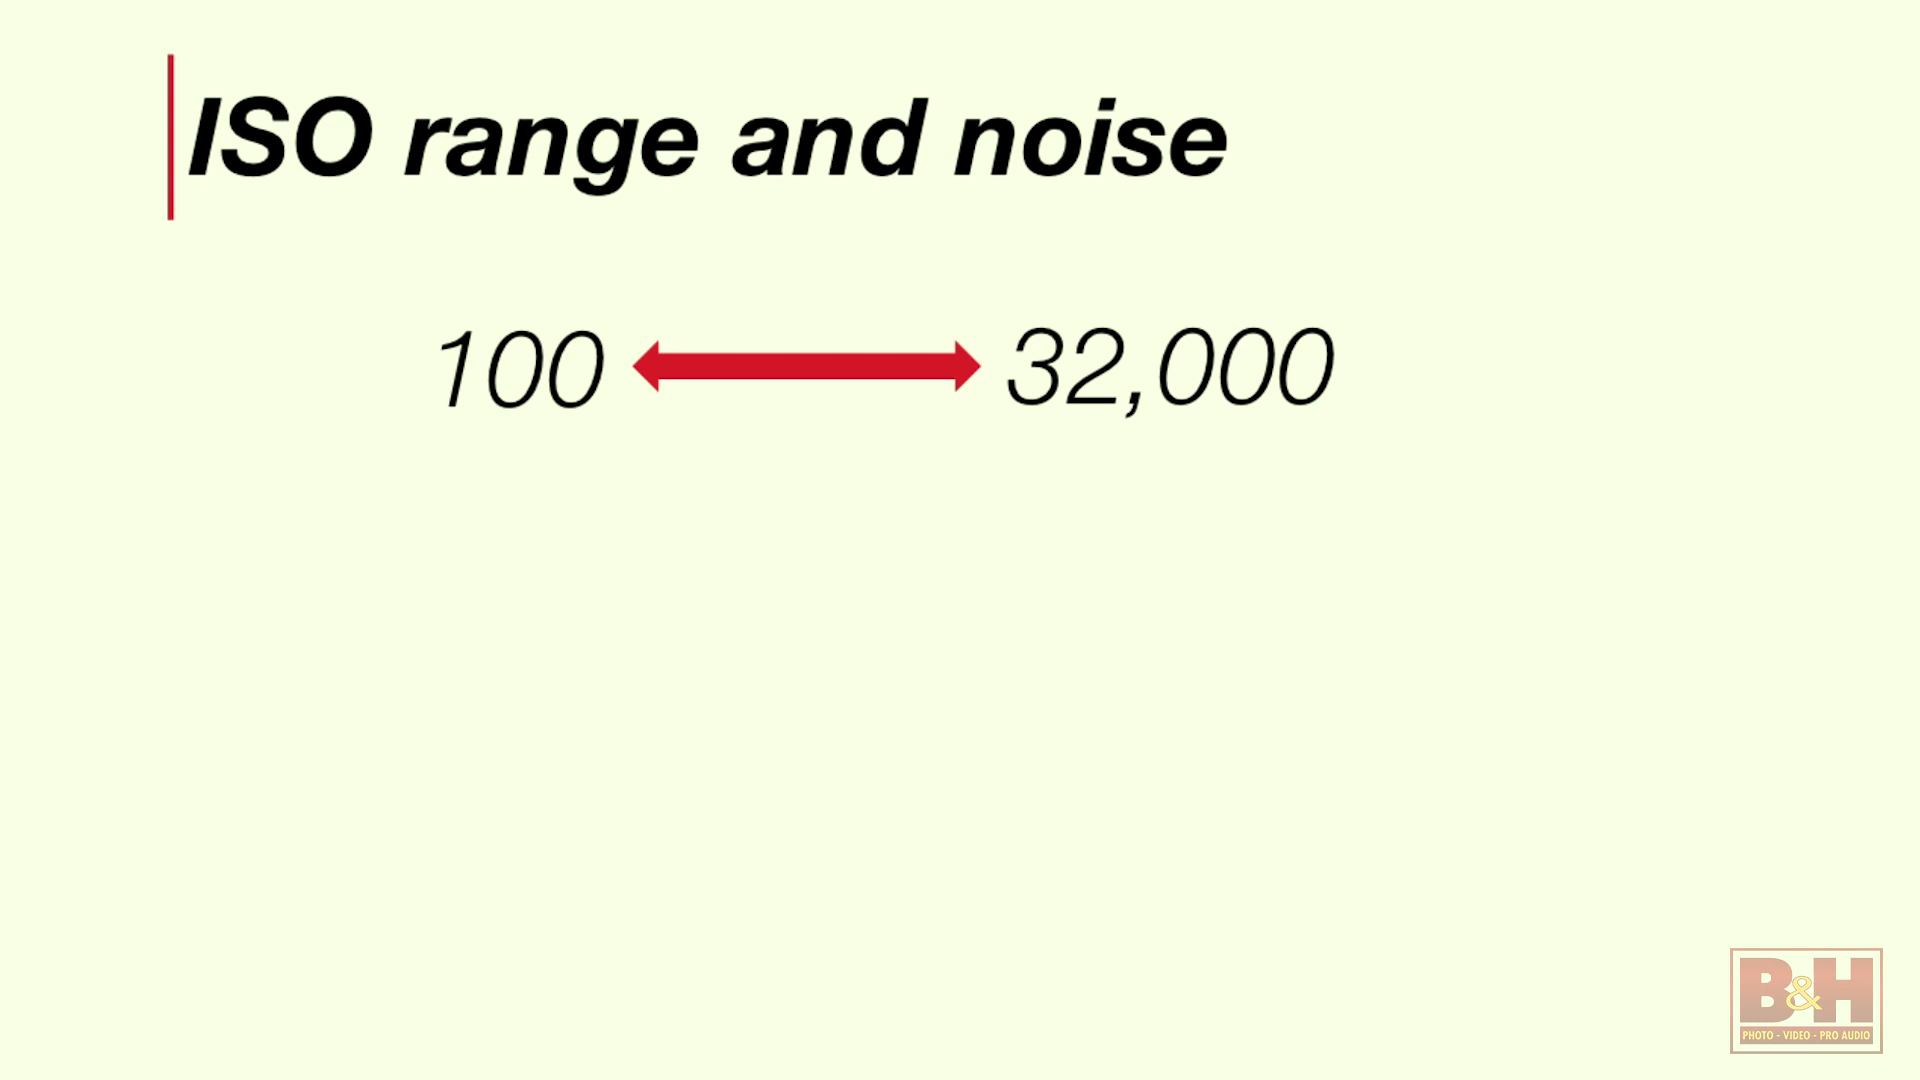 ISO range and noise
100 32,000
B&H
PHOTO - VIDEO - PRO AUDIO